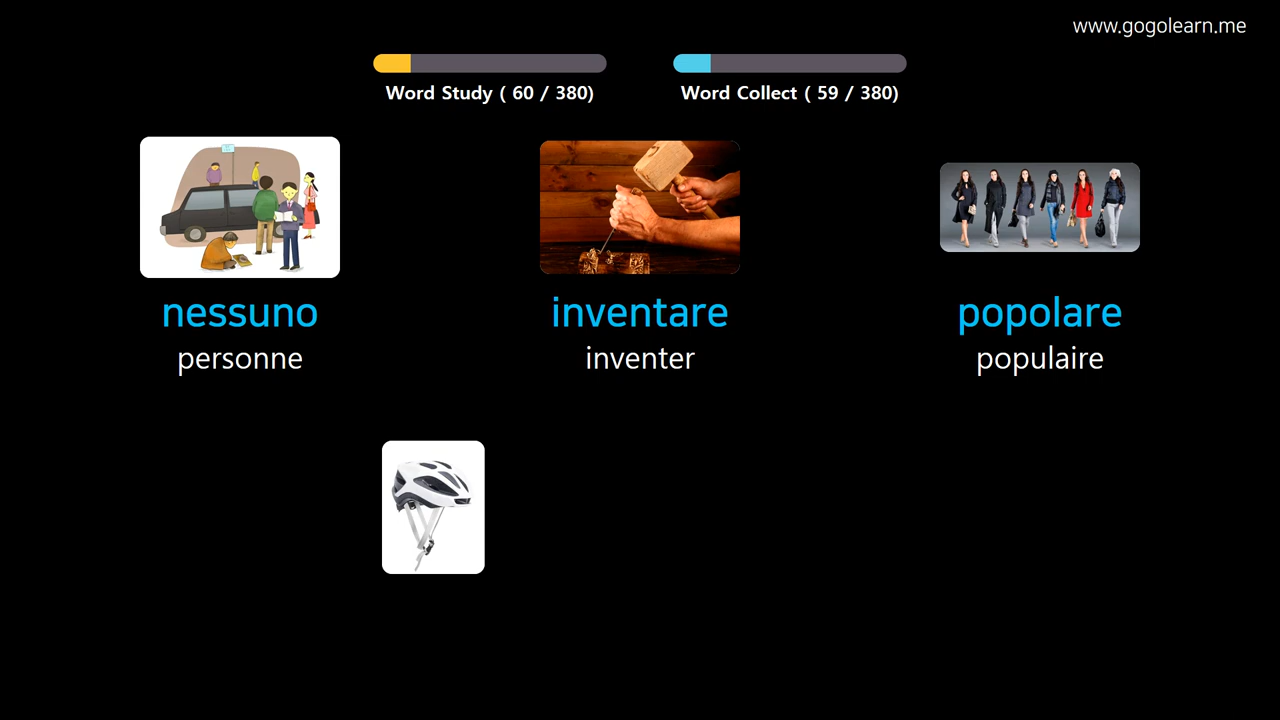 www.gogolearn.me
Word Study ( 60 / 380)
Word Collect ( 59 / 380)
nessuno
personne
inventare
inventer
popolare
populaire